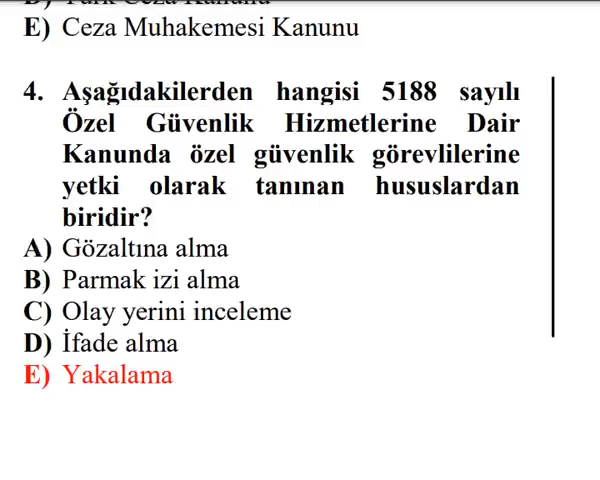 E) Ceza Muhakemesi Kanunu
4. Aşağıdakilerden hangisi 5188 sayılı
Özel Güvenlik Hizmetlerine Dair
Kanunda özel güvenlik görevlilerine
yetki olarak tanınan hususlardan
biridir?
A) Gözaltına alma
B) Parmak izi alma
C) Olay yerini inceleme
D) İfade alma
E) Yakalama